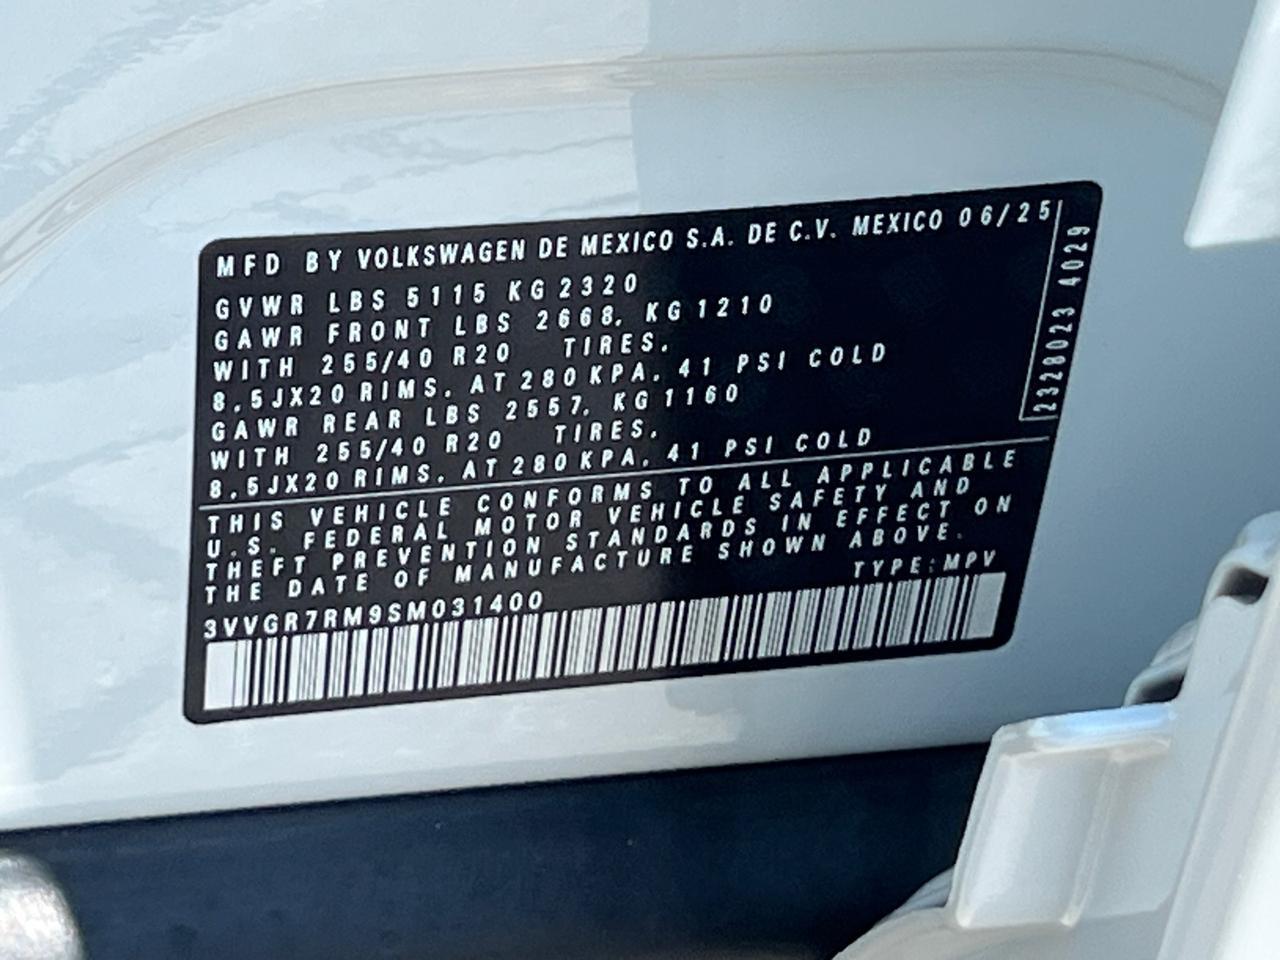 MFD BY VOLKSWAGEN DE MEXICO S.A. DE C.V. MEXICO 06/25
GVWR LBS 5115 KG 2320
GAWR FRONT LBS 2668, KG 1210
WITH 255/40 R20 TIRES,
8,5JX20 RIMS, AT 280 KPA, 41 PSI COLD
GAWR REAR LBS 2557, KG 1160
WITH 255/40 R20 TIRES,
8,5JX20 RIMS, AT 280 KPA, 41 PSI COLD
THIS VEHICLE CONFORMS TO ALL APPLICABLE
U.S. FEDERAL MOTOR VEHICLE SAFETY AND
THEFT PREVENTION STANDARDS IN EFFECT ON
THE DATE OF MANUFACTURE SHOWN ABOVE.
3VVGR7RM9SM031400 TYPE:MPV
2328023 4029